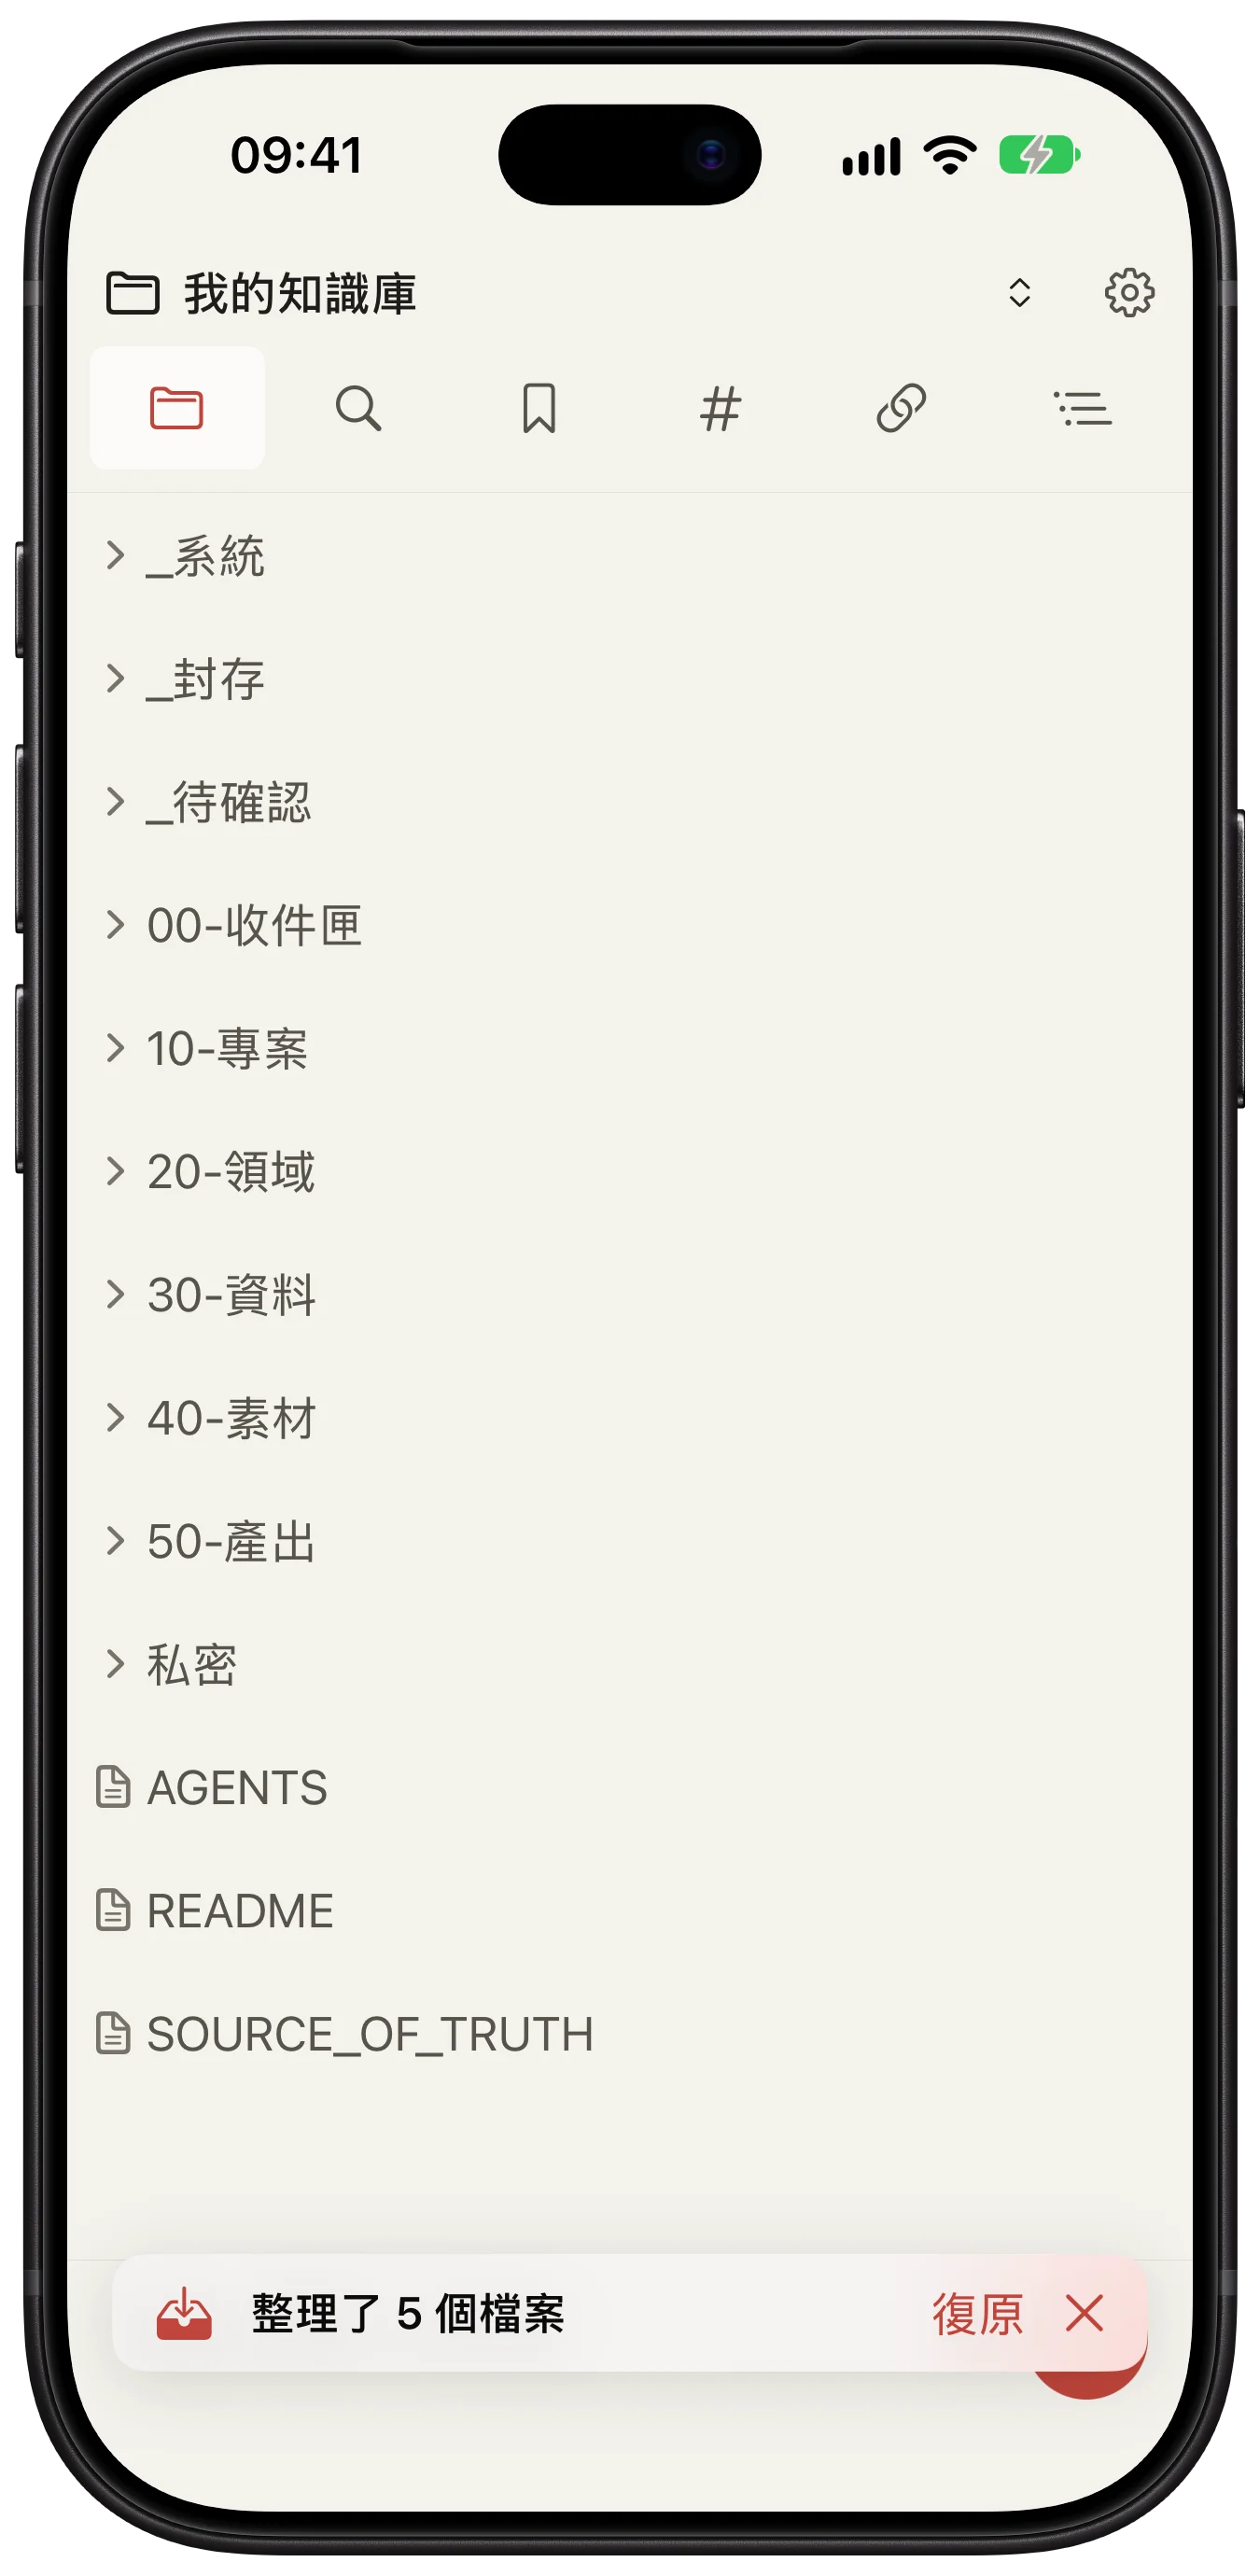 09:41
我的知識庫
_系統
_封存
_待確認
00-收件匣
10-專案
20-領域
30-資料
40-素材
50-產出
私密
AGENTS
README
SOURCE_OF_TRUTH
整理了 5 個檔案 復原